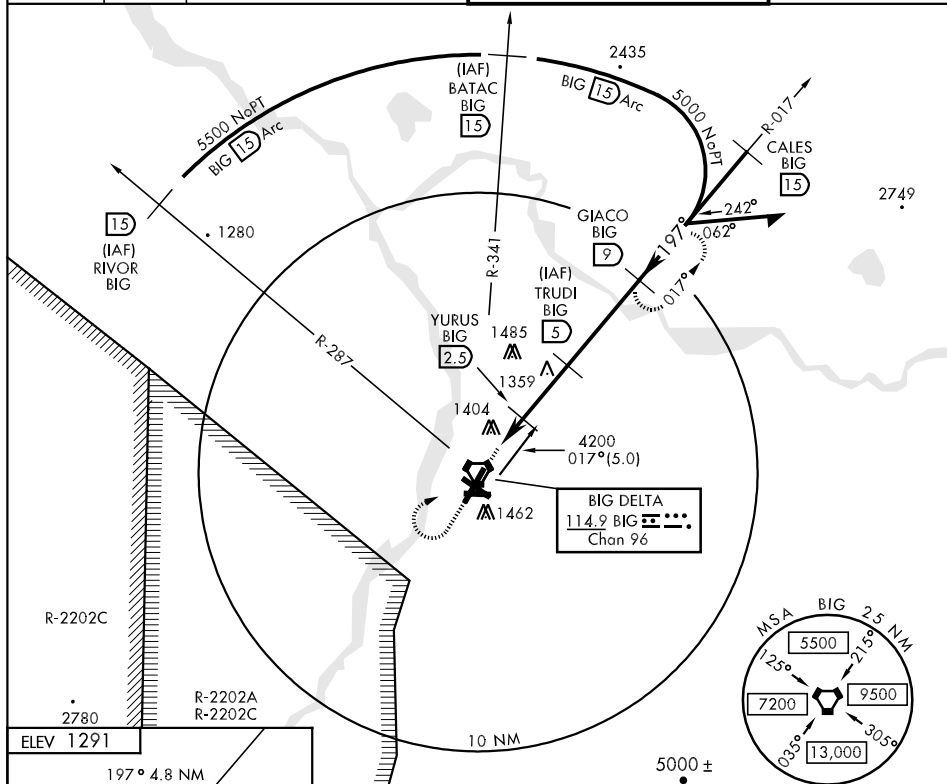 2435
(IAF)
BATAC
BIG
15
BIG 15 Arc
5000 NoPT
R-017
5500 NoPT
BIG 15 Arc
CALES
BIG
15
2749
242°
062°
197°
GIACO
BIG
9
017°
15
(IAF)
RIVOR
BIG
1280
R-341
(IAF)
TRUDI
BIG
5
YURUS
BIG
2.5
1485
1359
R-287
1404
4200
017°(5.0)
BIG DELTA
114.9 BIG
Chan 96
1462
R-2202C
2780
R-2202A
R-2202C
10 NM
MSA BIG 25 NM
5500
125°
215°
7200
9500
035°
305°
13,000
5000 ±
ELEV 1291
197° 4.8 NM